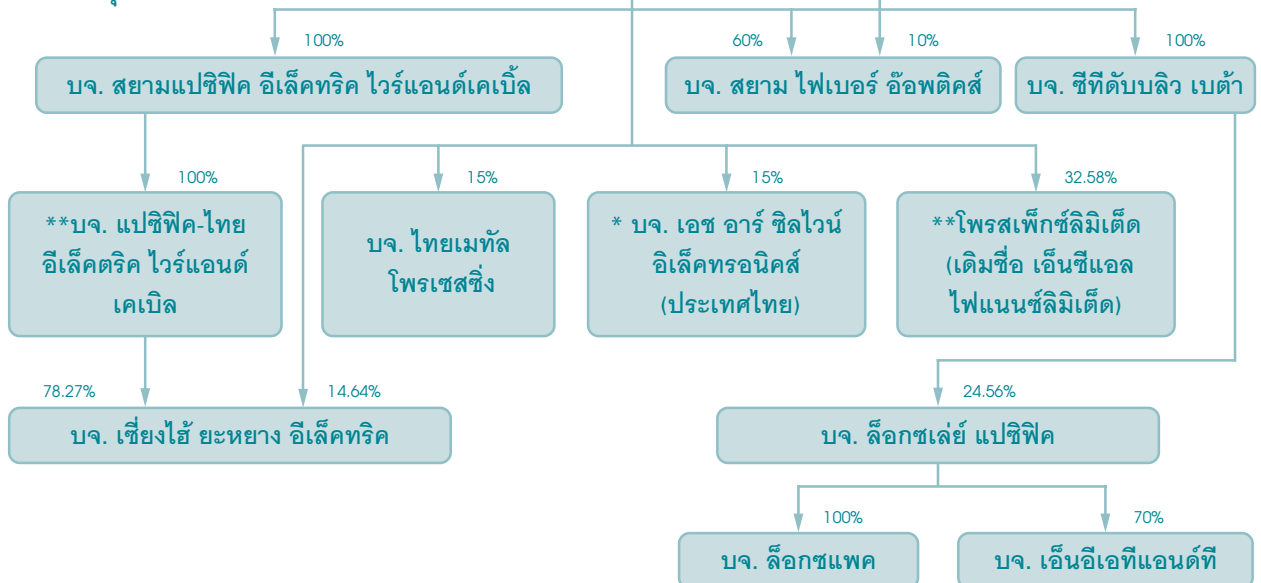 100%
60%
10%
100%
บจ. สยามแปซิฟิค อีเล็คทริค ไวร์แอนด์เคเบิ้ล
บจ. สยาม ไฟเบอร์ อ๊อพติคส์
บจ. ซีทีดับบลิว เบต้า
100%
15%
15%
32.58%
**บจ. แปซิฟิค-ไทย
อีเล็คตริค ไวร์แอนด์
เคเบิล
บจ. ไทยเมทัล
โพรเซสซิ่ง
* บจ. เอช อาร์ ซิลไวน์
อิเล็คทรอนิคส์
(ประเทศไทย)
**โพรสเพ็กซ์ลิมิเต็ด
(เดิมชื่อ เอ็นซีแอล
ไฟแนนซ์ลิมิเต็ด)
78.27%
14.64%
24.56%
บจ. เซี่ยงไฮ้ ยะหยาง อีเล็คทริค
บจ. ล็อกซเล่ย์ แปซิฟิค
100%
70%
บจ. ล็อกซแพค
บจ. เอ็นอีเอทีแอนด์ที